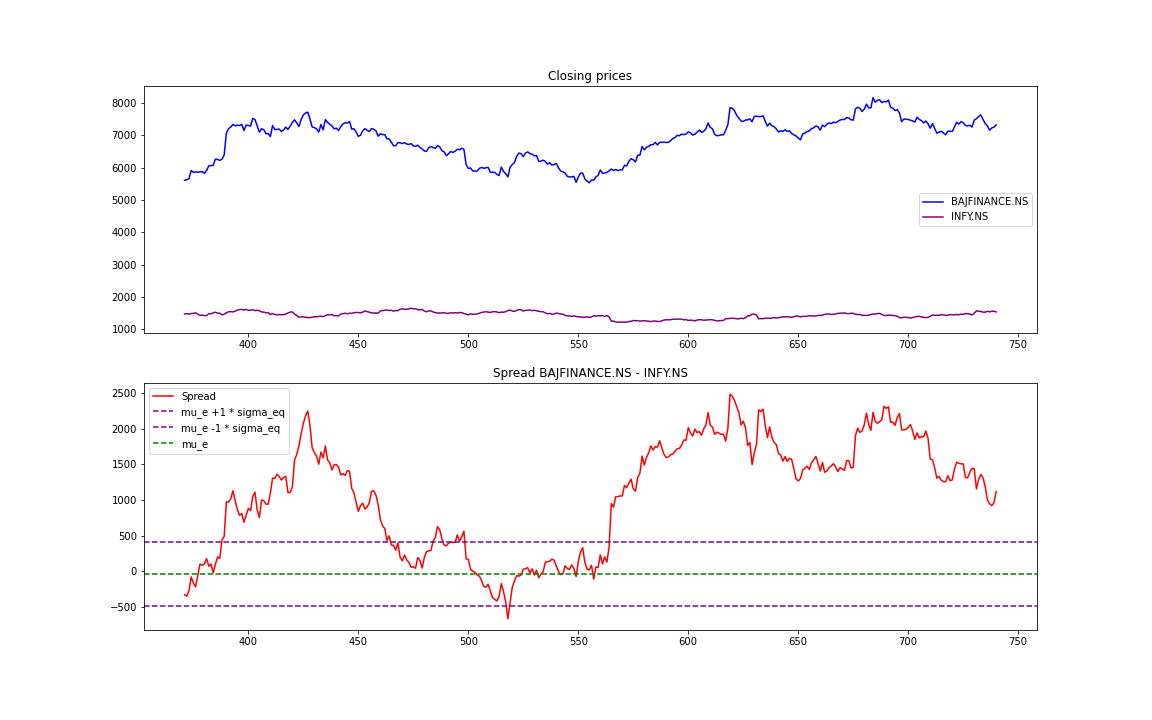 Closing prices
8000
7000
6000
5000
4000
3000
2000
1000
BAJFINANCE.NS
INFY.NS
400 450 500 550 600 650 700 750
Spread BAJFINANCE.NS - INFY.NS
2500
2000
1500
1000
500
0
−500
Spread
mu_e +1 * sigma_eq
mu_e -1 * sigma_eq
mu_e
400 450 500 550 600 650 700 750